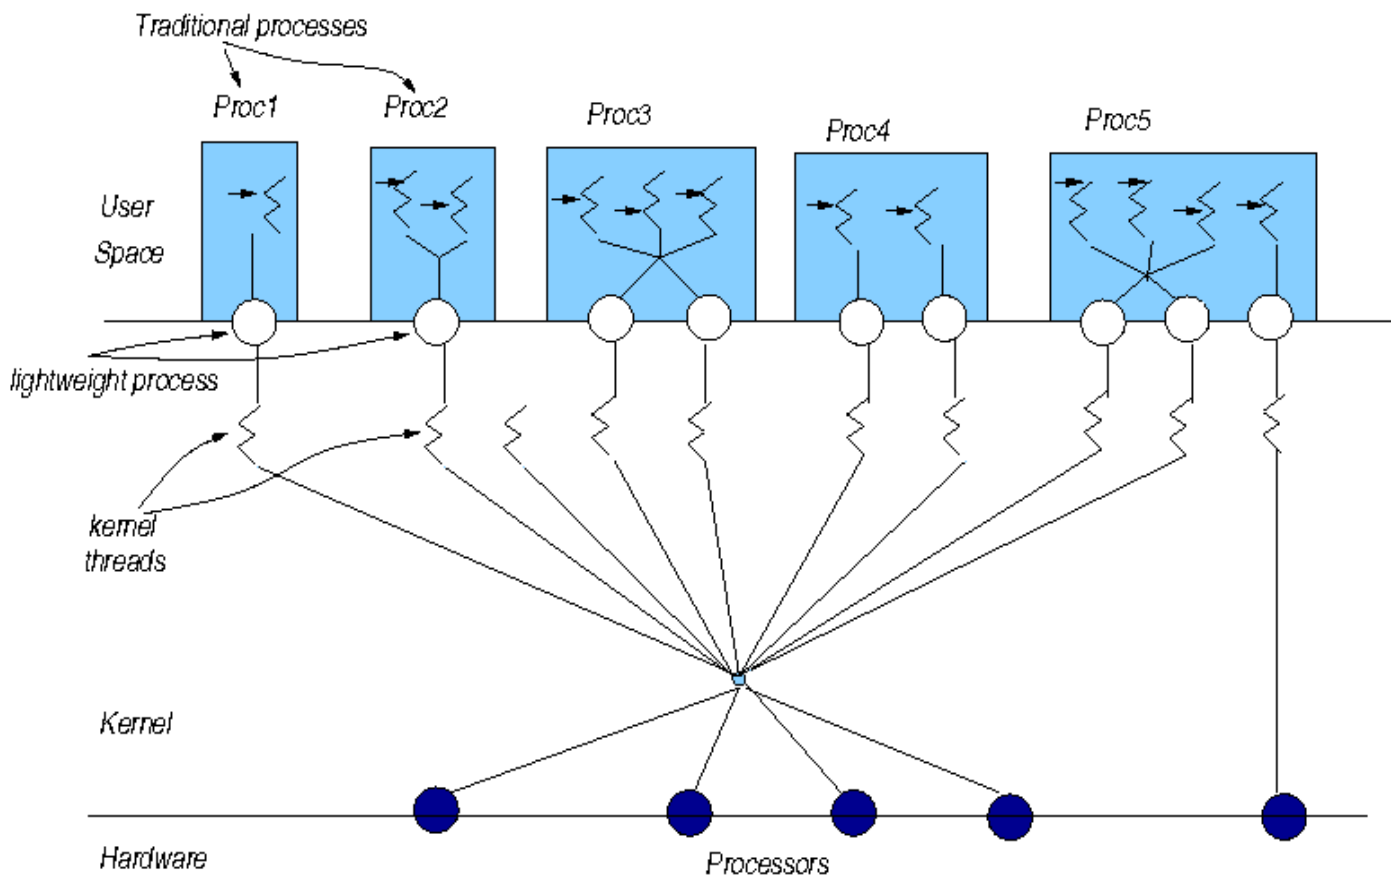 Traditional processes
Proc1
Proc2
Proc3
Proc4
Proc5
User
Space
lightweight process
kernel
threads
Kernel
Hardware
Processors